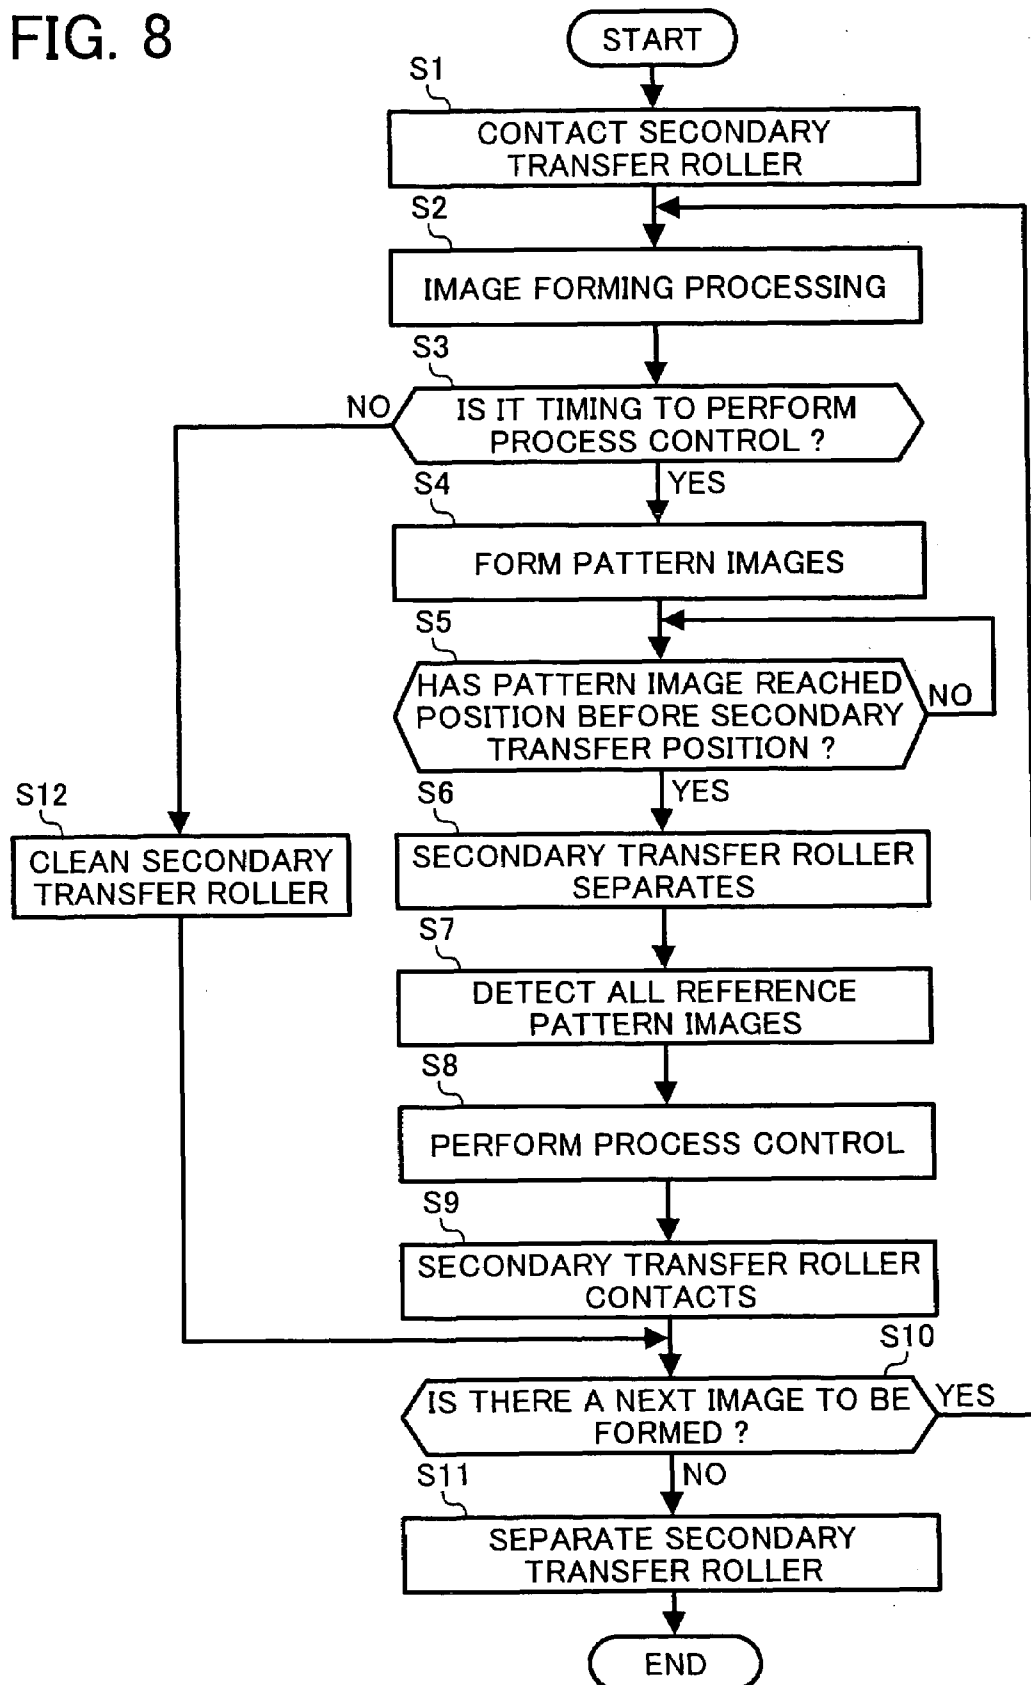 FIG. 8
START
S1
CONTACT SECONDARY
TRANSFER ROLLER
S2
IMAGE FORMING PROCESSING
S3
NO
IS IT TIMING TO PERFORM
PROCESS CONTROL ?
YES
S4
FORM PATTERN IMAGES
S5
HAS PATTERN IMAGE REACHED
POSITION BEFORE SECONDARY
TRANSFER POSITION ?
NO
YES
S12
CLEAN SECONDARY
TRANSFER ROLLER
S6
SECONDARY TRANSFER ROLLER
SEPARATES
S7
DETECT ALL REFERENCE
PATTERN IMAGES
S8
PERFORM PROCESS CONTROL
S9
SECONDARY TRANSFER ROLLER
CONTACTS
S10
IS THERE A NEXT IMAGE TO BE
FORMED ?
YES
NO
S11
SEPARATE SECONDARY
TRANSFER ROLLER
END